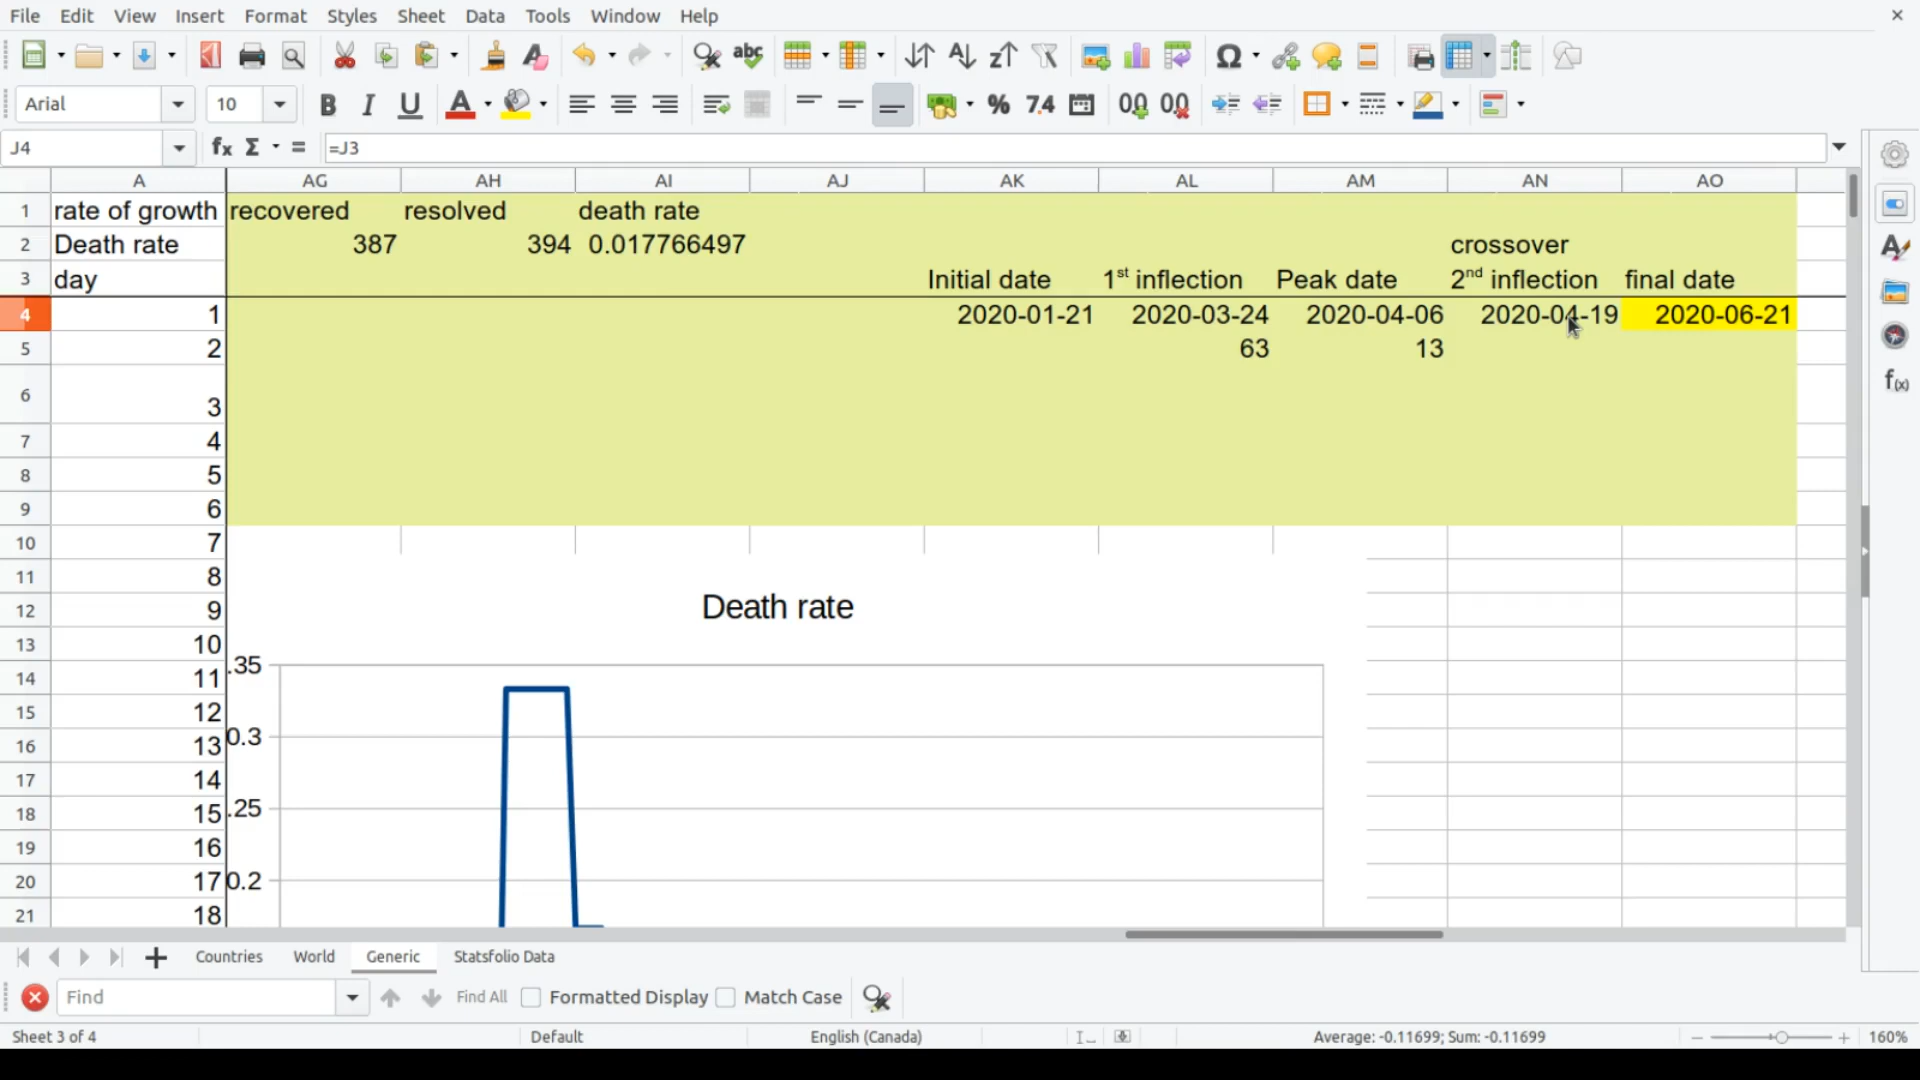 File Edit View Insert Format Styles Sheet Data Tools Window Help
Arial 10
J4 =J3
A AG AH AI AJ AK AL AM AN AO
1 rate of growth recovered resolved death rate
2 Death rate 387 394 0.017766497 crossover
3 day Initial date 1st inflection Peak date 2nd inflection final date
4 1 2020-01-21 2020-03-24 2020-04-06 2020-04-19 2020-06-21
5 2 63 13
6 3
7 4
8 5
9 6
10 7
11 8
12 9
13 10
14 11
15 12
16 13
17 14
18 15
19 16
20 17
21 18
Death rate
.35
0.3
.25
0.2
Countries World Generic Statsfolio Data
Find Find All Formatted Display Match Case
Sheet 3 of 4 Default English (Canada) Average: -0.11699; Sum: -0.11699 160%